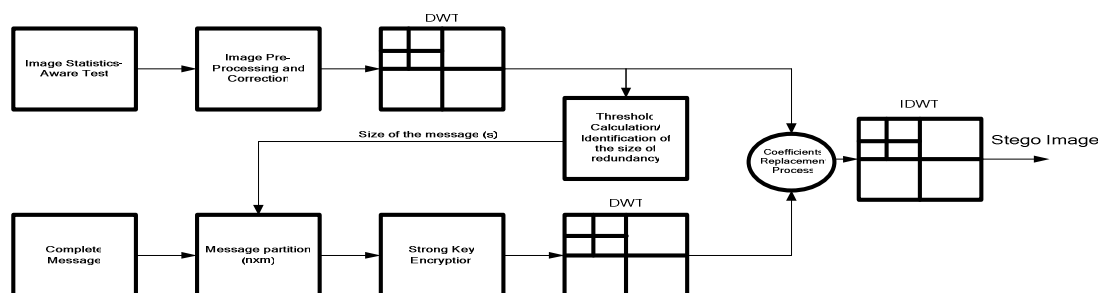 DWT
Image Statistics-
Aware Test
Image Pre-
Processing and
Correction
IDWT
Threshold
Calculation/
Identification of
the size of
redundancy
Size of the message (s)
Stego Image
Coefficients
Replacement
Process
DWT
Complete
Message
Message partition
(nxm)
Strong Key
Encryption